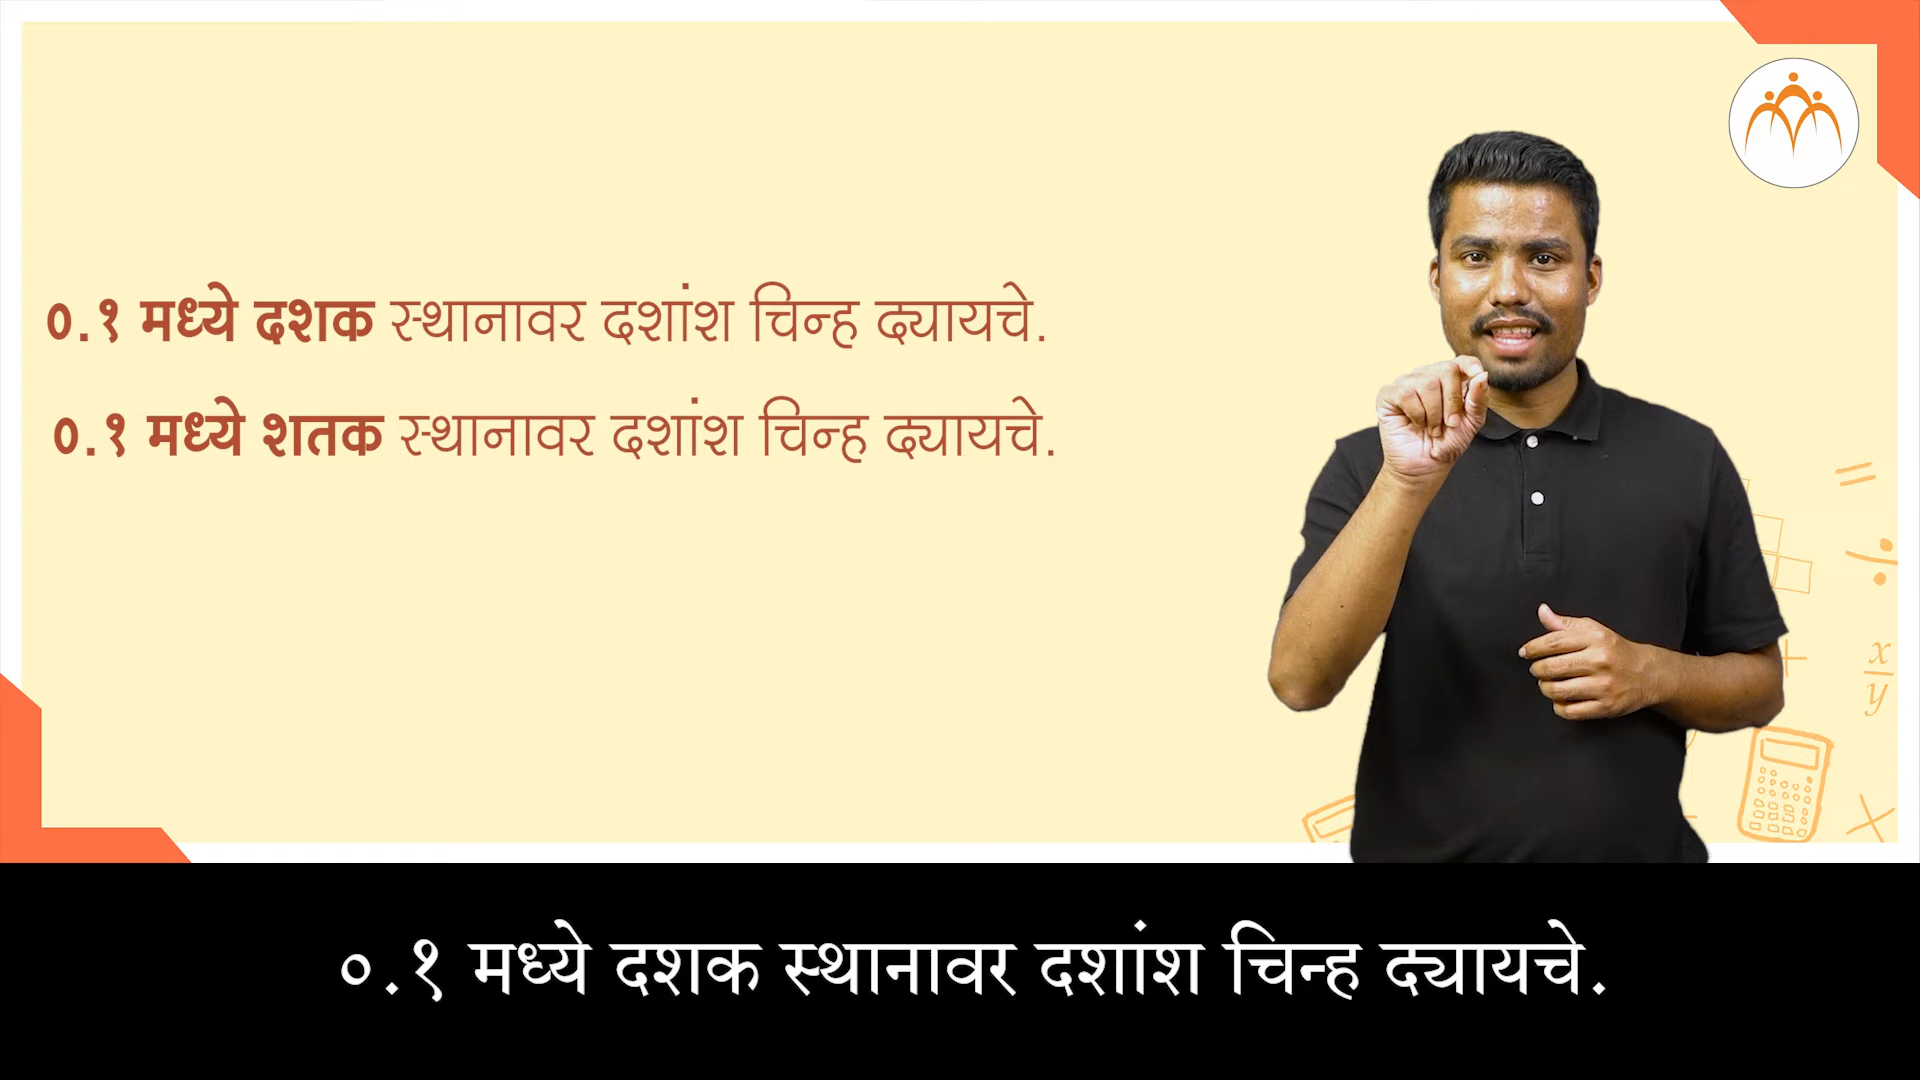 ०.१ मध्ये दशक स्थानावर दशांश चिन्ह द्यायचे.
०.१ मध्ये शतक स्थानावर दशांश चिन्ह द्यायचे.
x
y
०.१ मध्ये दशक स्थानावर दशांश चिन्ह द्यायचे.